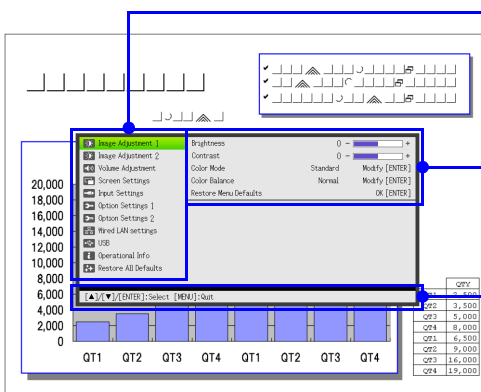 Image Adjustment 1
Image Adjustment 2
Volume Adjustment
Screen Settings
Input Settings
Option Settings 1
Option Settings 2
Wired LAN settings
USB
Operational Info
Restore All Defaults
Brightness 0 - +
Contrast 0 - +
Color Mode Standard Modify [ENTER]
Color Balance Normal Modify [ENTER]
Restore Menu Defaults OK [ENTER]
[▲]/[▼]/[ENTER]:Select [MENU]:Quit
20,000
18,000
16,000
14,000
12,000
10,000
8,000
6,000
4,000
2,000
0
QT1 QT2 QT3 QT4 QT1 QT2 QT3 QT4
QTY
QT2 3,500
QT3 5,000
QT4 8,000
QT1 6,500
QT2 9,000
QT3 16,000
QT4 19,000